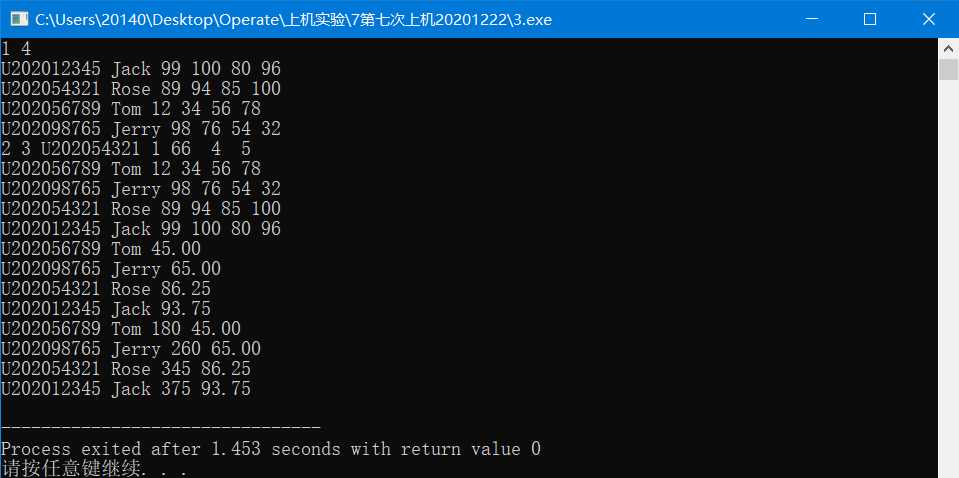 C:\Users\20140\Desktop\Operate\上机实验\7第七次上机20201222\3.exe
1 4
U202012345 Jack 99 100 80 96
U202054321 Rose 89 94 85 100
U202056789 Tom 12 34 56 78
U202098765 Jerry 98 76 54 32
2 3 U202054321 1 66  4  5
U202056789 Tom 12 34 56 78
U202098765 Jerry 98 76 54 32
U202054321 Rose 89 94 85 100
U202012345 Jack 99 100 80 96
U202056789 Tom 45.00
U202098765 Jerry 65.00
U202054321 Rose 86.25
U202012345 Jack 93.75
U202056789 Tom 180 45.00
U202098765 Jerry 260 65.00
U202054321 Rose 345 86.25
U202012345 Jack 375 93.75
--------------------------------
Process exited after 1.453 seconds with return value 0
请按任意键继续. . .